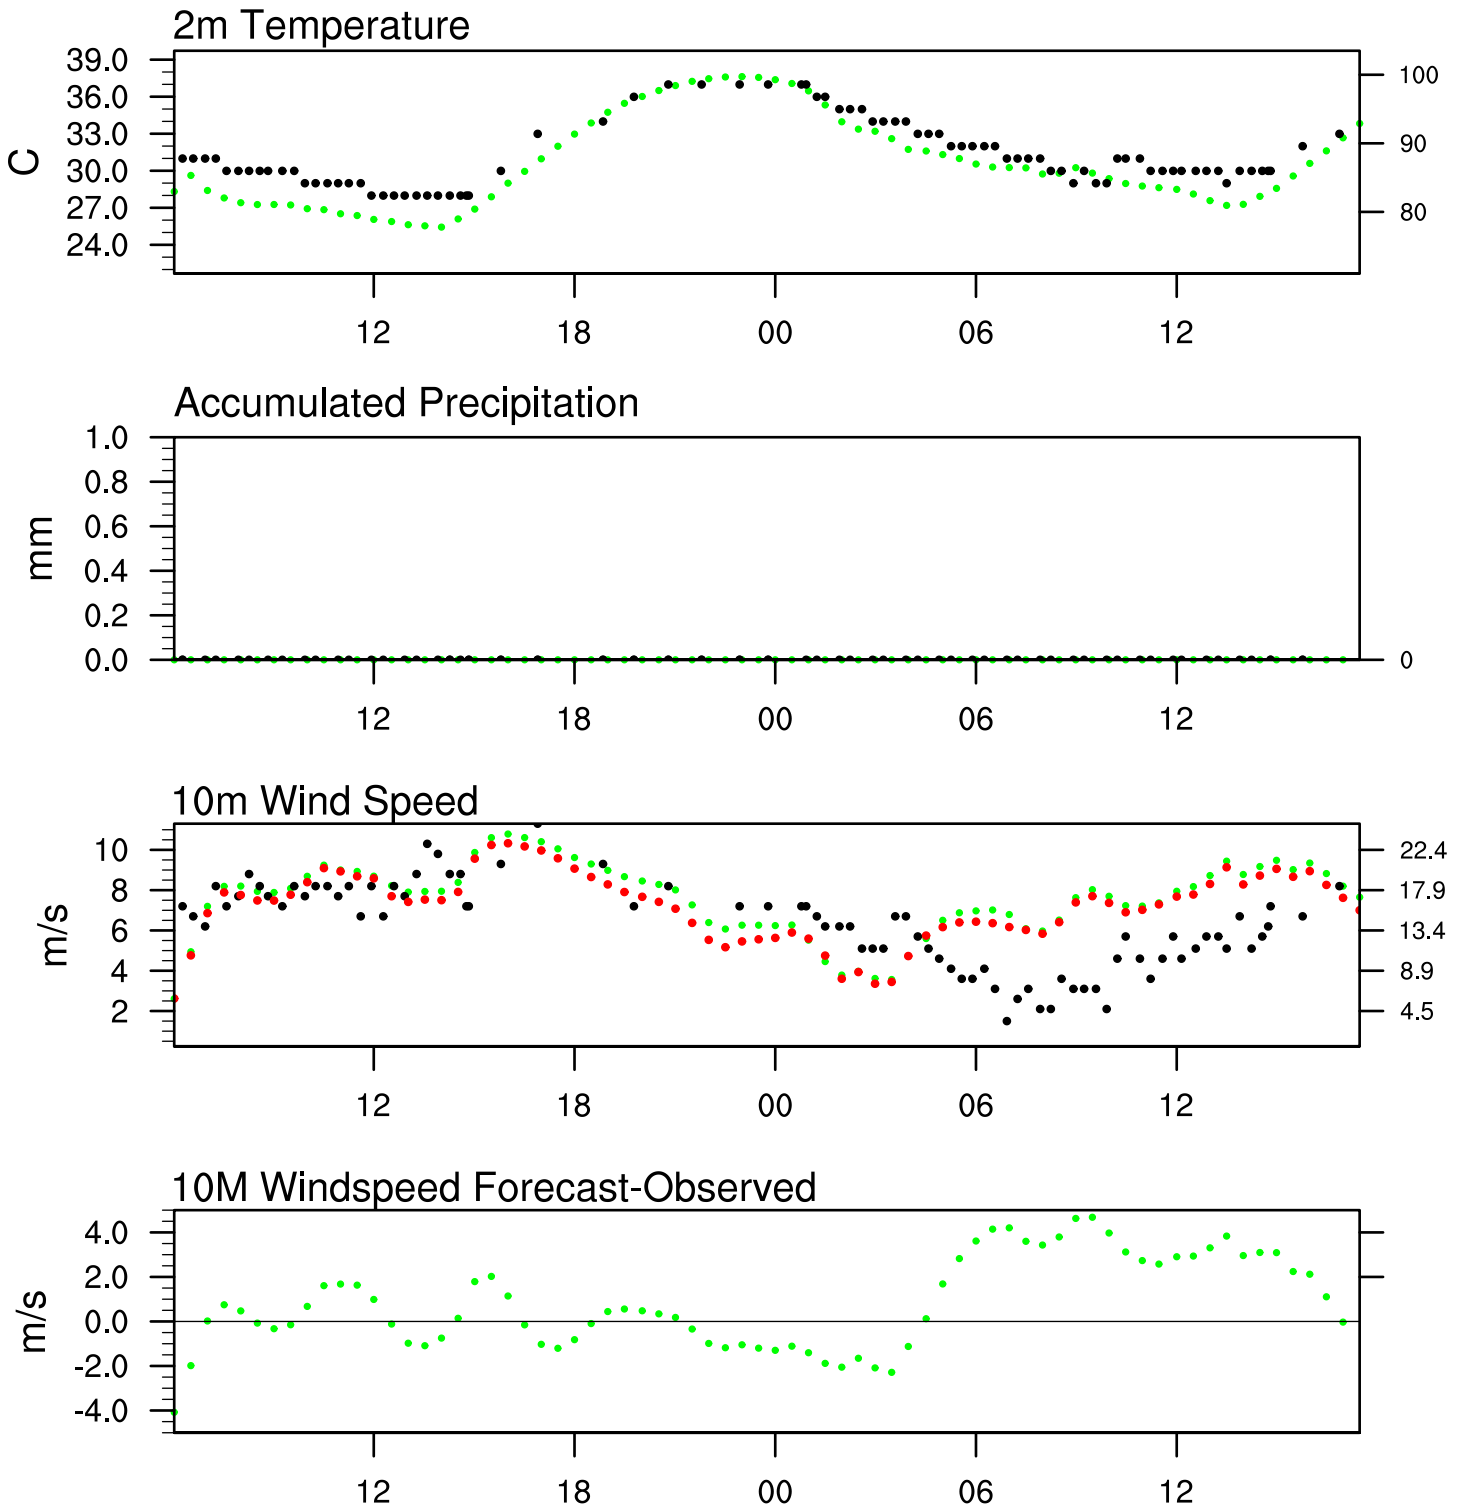 2m Temperature
39.0
36.0
33.0
30.0
27.0
24.0
C
100
90
80
12 18 00 06 12
Accumulated Precipitation
1.0
0.8
0.6
0.4
0.2
0.0
mm
0
12 18 00 06 12
10m Wind Speed
10
8
6
4
2
m/s
22.4
17.9
13.4
8.9
4.5
12 18 00 06 12
10M Windspeed Forecast-Observed
4.0
2.0
0.0
-2.0
-4.0
m/s
12 18 00 06 12